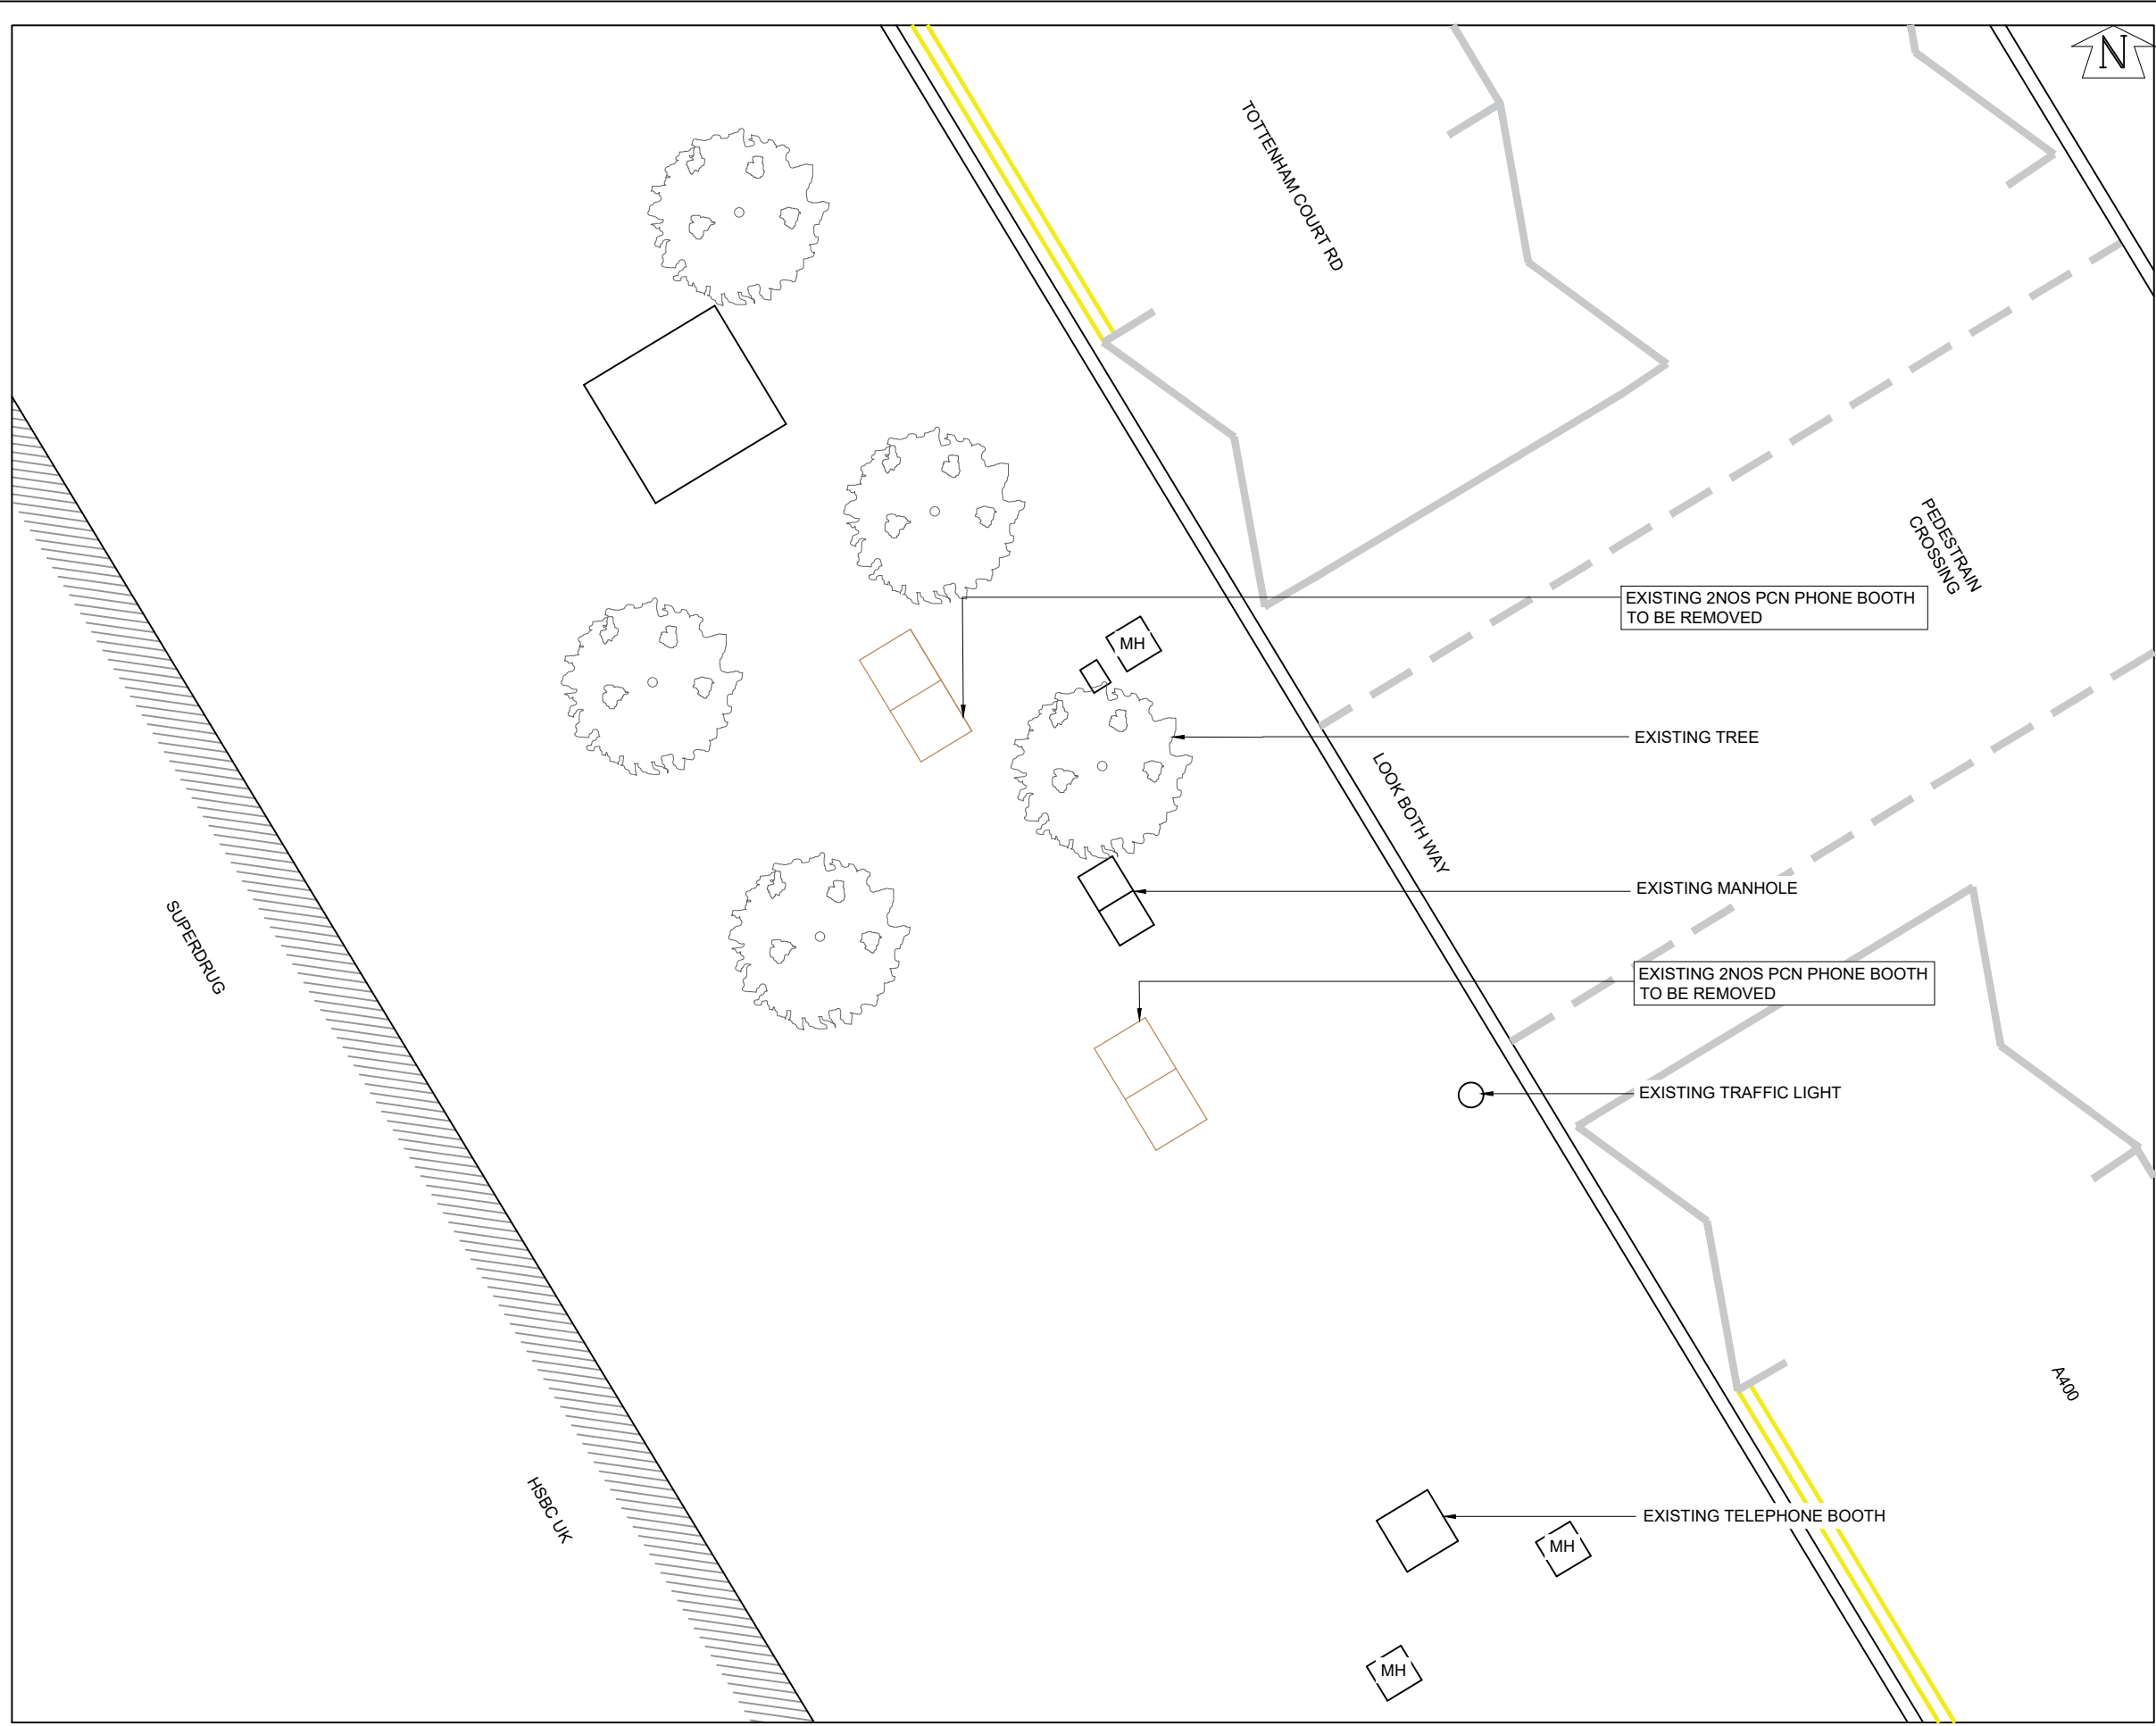 N
TOTTENHAM COURT RD
PEDESTRAIN
CROSSING
EXISTING 2NOS PCN PHONE BOOTH
TO BE REMOVED
MH
EXISTING TREE
LOOK BOTH WAY
EXISTING MANHOLE
SUPERDRUG
EXISTING 2NOS PCN PHONE BOOTH
TO BE REMOVED
EXISTING TRAFFIC LIGHT
A400
HSBC UK
EXISTING TELEPHONE BOOTH
MH
MH